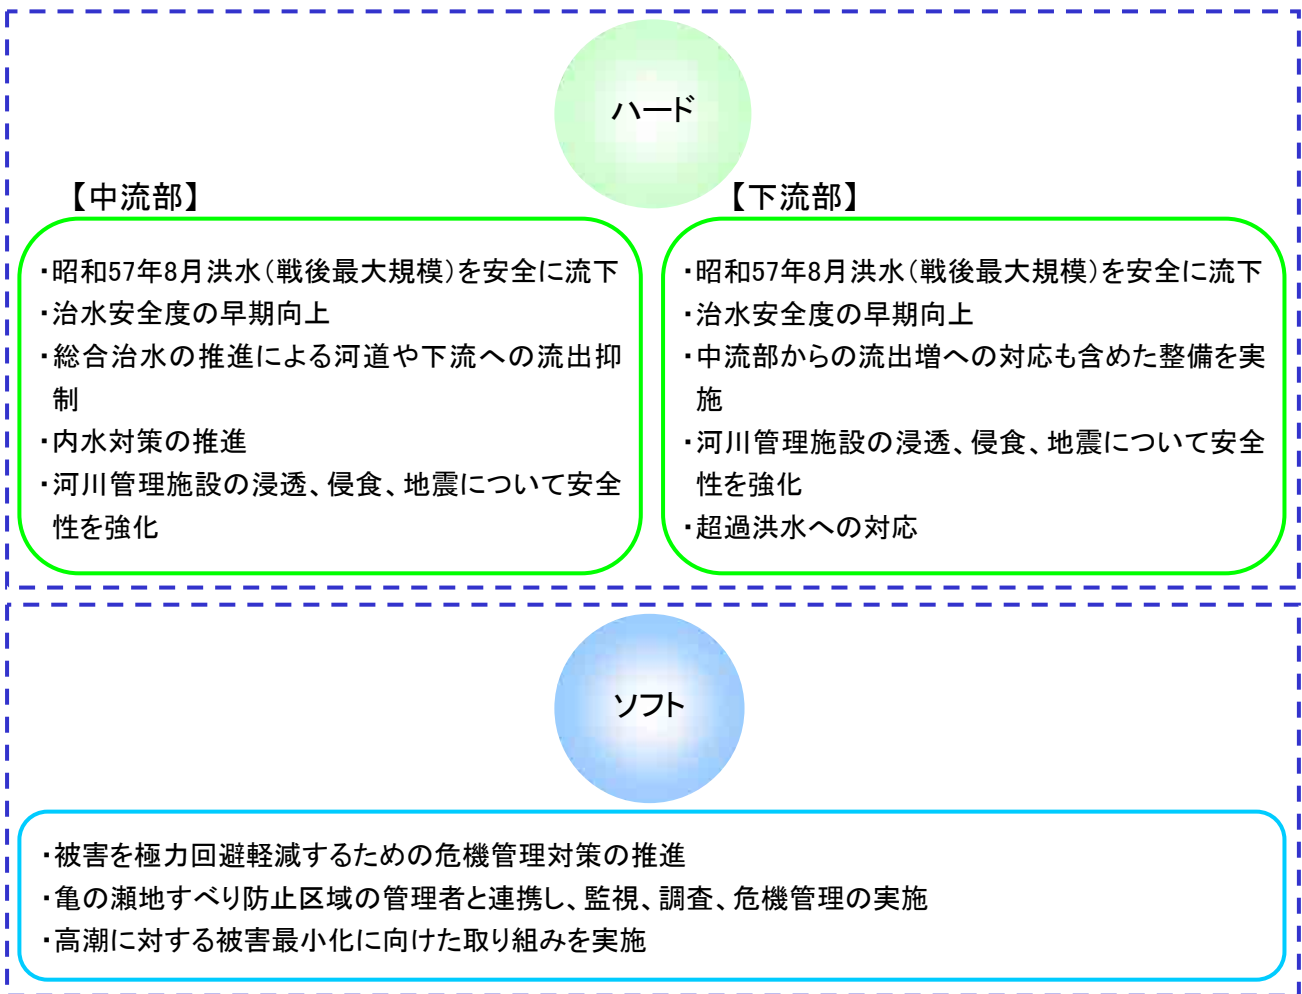 ハード
【中流部】
・昭和57年8月洪水(戦後最大規模)を安全に流下
・治水安全度の早期向上
・総合治水の推進による河道や下流への流出抑
制
・内水対策の推進
・河川管理施設の浸透、侵食、地震について安全
性を強化
【下流部】
・昭和57年8月洪水(戦後最大規模)を安全に流下
・治水安全度の早期向上
・中流部からの流出増への対応も含めた整備を実
施
・河川管理施設の浸透、侵食、地震について安全
性を強化
・超過洪水への対応
ソフト
・被害を極力回避軽減するための危機管理対策の推進
・亀の瀬地すべり防止区域の管理者と連携し、監視、調査、危機管理の実施
・高潮に対する被害最小化に向けた取り組みを実施